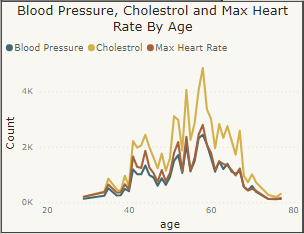 Blood Pressure, Cholestrol and Max Heart
Rate By Age
Blood Pressure Cholestrol Max Heart Rate
4K
2K
0K
Count
20 40 60 80
age